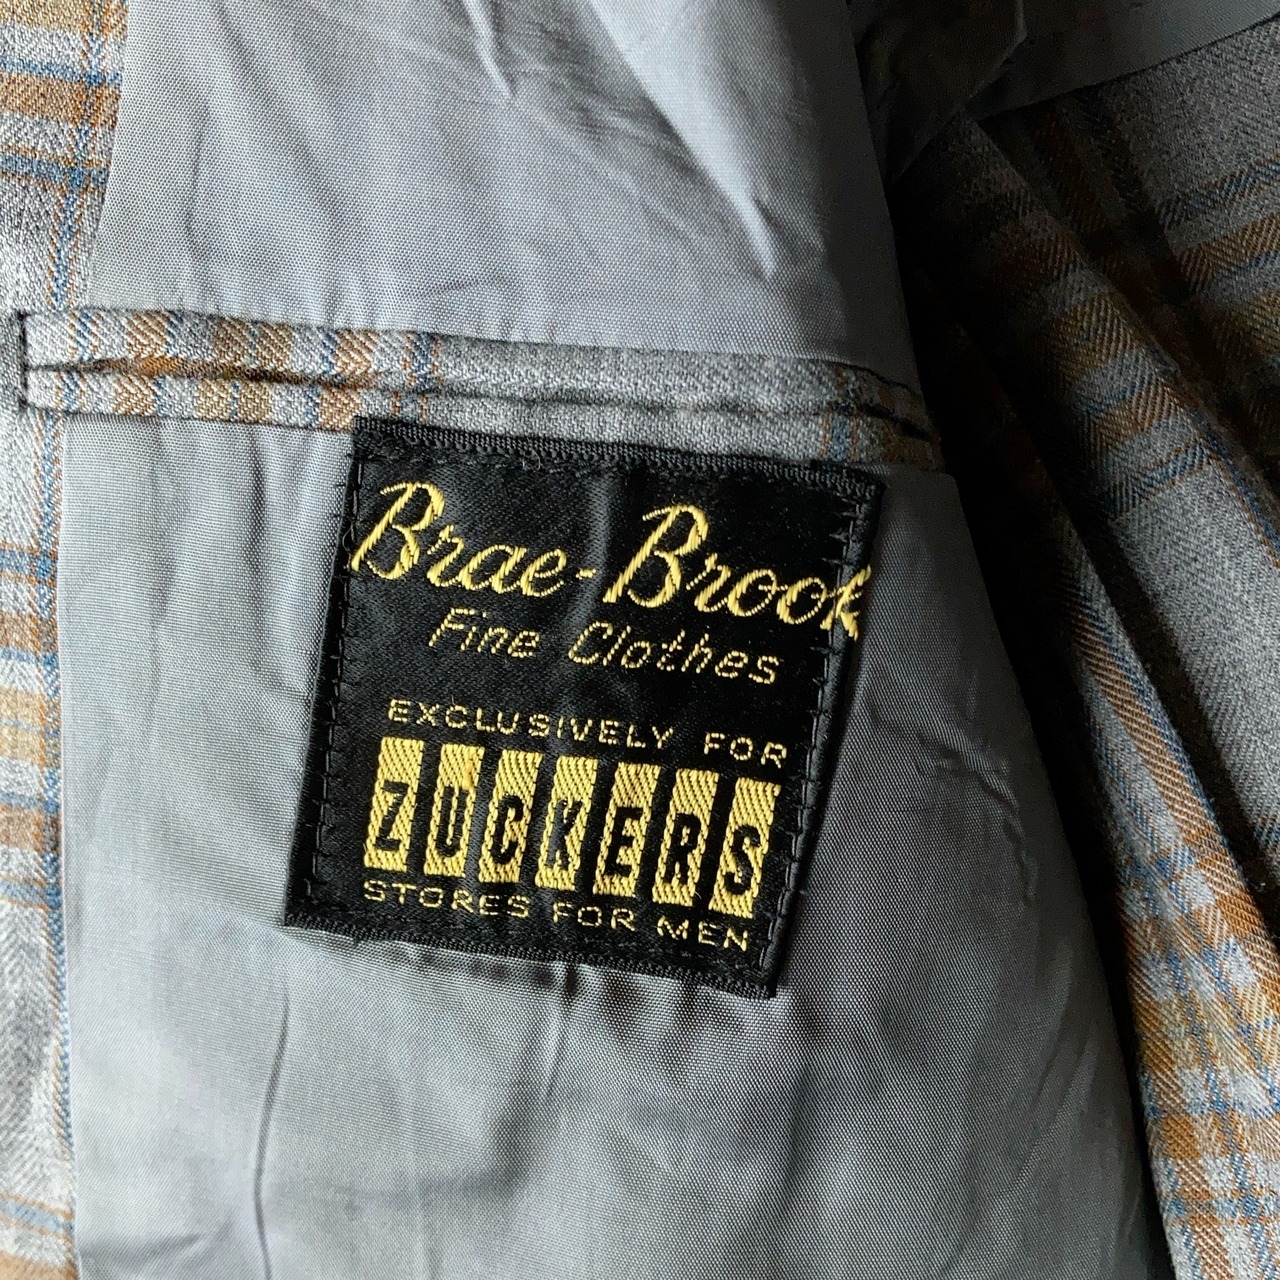 Brae-Brook
Fine Clothes
EXCLUSIVELY FOR
ZUCKERS
STORES FOR MEN